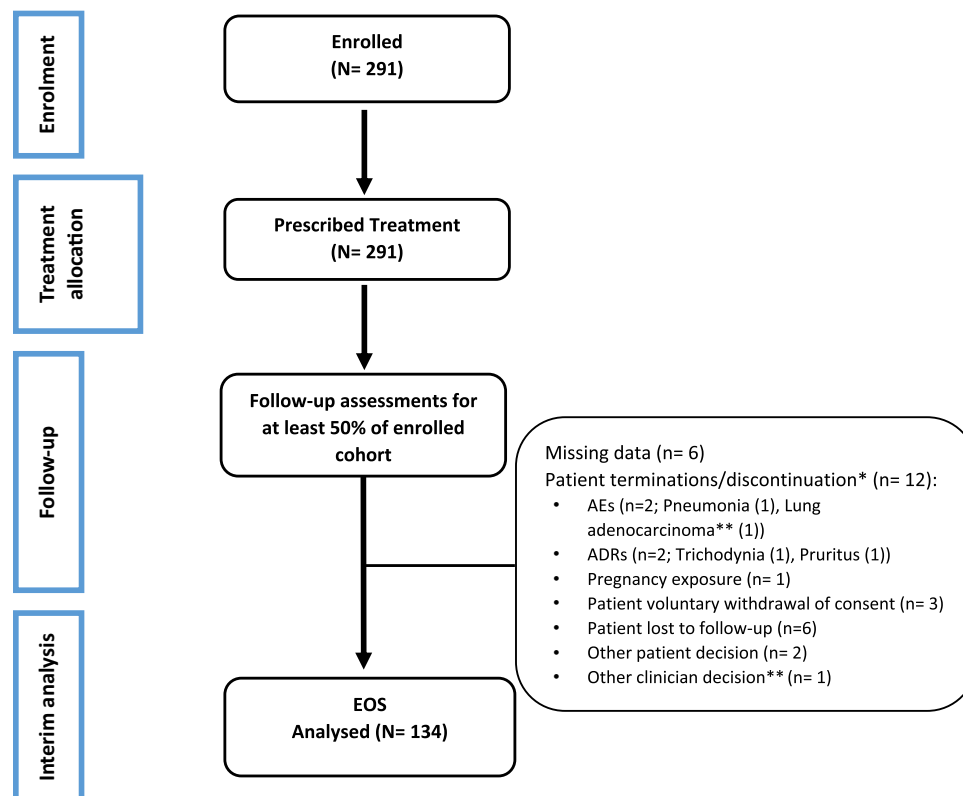 Enrolment
Enrolled
(N= 291)
Treatment
allocation
Prescribed Treatment
(N= 291)
Follow-up
Follow-up assessments for
at least 50% of enrolled
cohort
Missing data (n= 6)
Patient terminations/discontinuation* (n= 12):
• AEs (n=2; Pneumonia (1), Lung
adenocarcinoma** (1))
• ADRs (n=2; Trichodynia (1), Pruritus (1))
• Pregnancy exposure (n= 1)
• Patient voluntary withdrawal of consent (n= 3)
• Patient lost to follow-up (n=6)
• Other patient decision (n= 2)
• Other clinician decision** (n= 1)
Interim analysis
EOS
Analysed (N= 134)